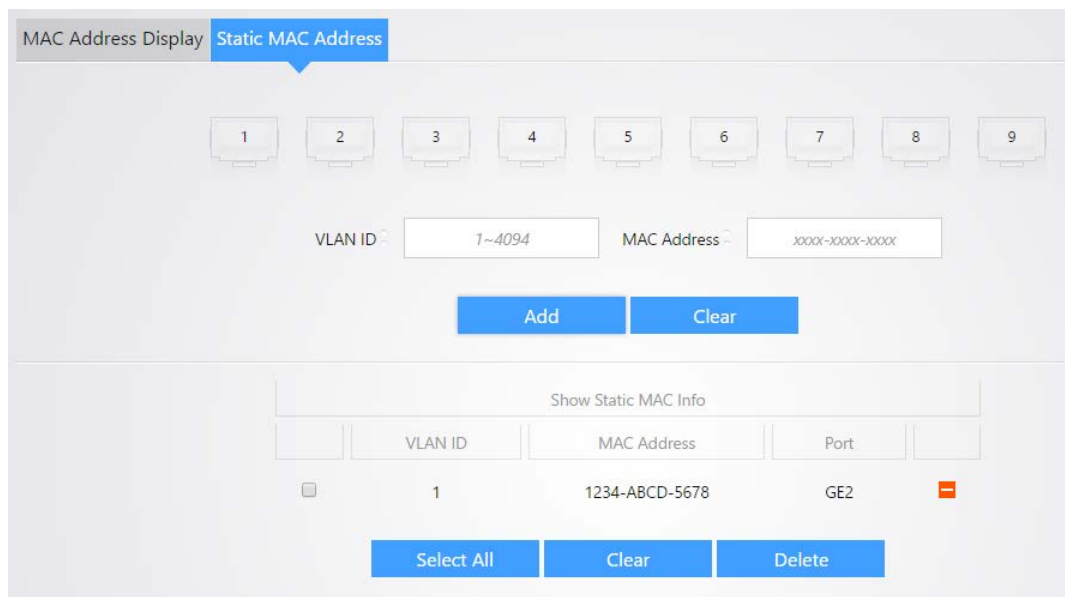 MAC Address Display Static MAC Address
1 2 3 4 5 6 7 8 9
VLAN ID 1~4094 MAC Address xxxx-xxxx-xxxx
Add Clear
Show Static MAC Info
VLAN ID MAC Address Port
1 1234-ABCD-5678 GE2
Select All Clear Delete